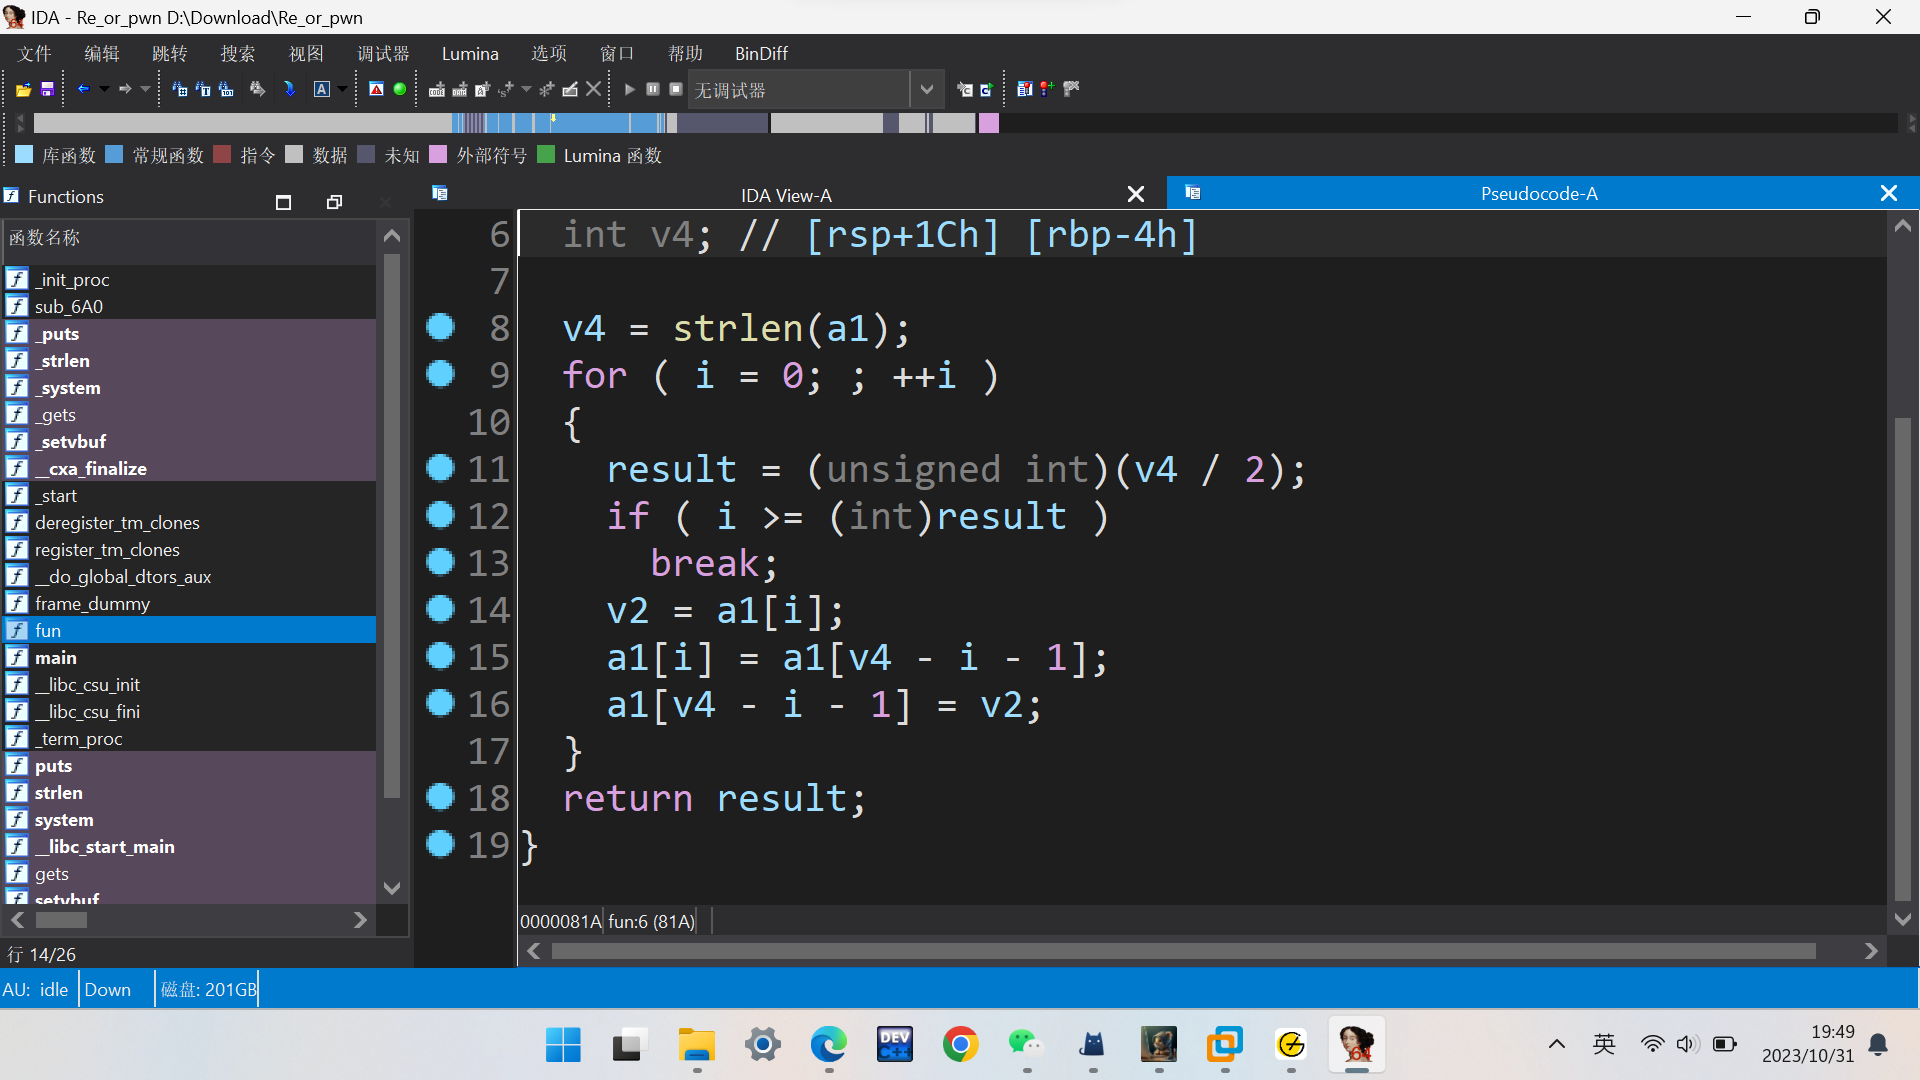 IDA - Re_or_pwn D:\Download\Re_or_pwn
文件 编辑 跳转 搜索 视图 调试器 Lumina 选项 窗口 帮助 BinDiff
无调试器
库函数 常规函数 指令 数据 未知 外部符号 Lumina 函数
Functions
IDA View-A
Pseudocode-A
函数名称
_init_proc
sub_6A0
_puts
_strlen
_system
_gets
_setvbuf
__cxa_finalize
_start
deregister_tm_clones
register_tm_clones
__do_global_dtors_aux
frame_dummy
fun
main
__libc_csu_init
__libc_csu_fini
_term_proc
puts
strlen
system
__libc_start_main
gets
setvbuf
行 14/26
6 int v4; // [rsp+1Ch] [rbp-4h]
7
8 v4 = strlen(a1);
9 for ( i = 0; ; ++i )
10 {
11 result = (unsigned int)(v4 / 2);
12 if ( i >= (int)result )
13 break;
14 v2 = a1[i];
15 a1[i] = a1[v4 - i - 1];
16 a1[v4 - i - 1] = v2;
17 }
18 return result;
19 }
0000081A fun:6 (81A)
AU: idle Down 磁盘: 201GB
DEV C++
64
英
19:49
2023/10/31